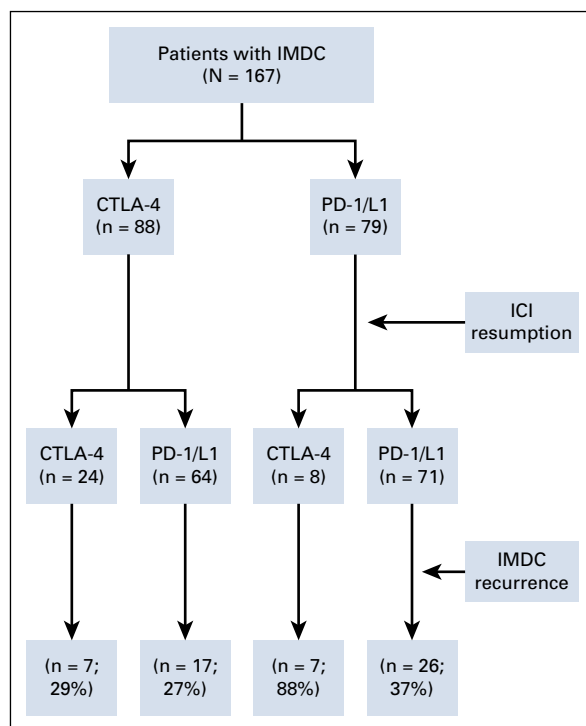 Patients with IMDC
(N = 167)
CTLA-4
(n = 88)
PD-1/L1
(n = 79)
ICI
resumption
CTLA-4
(n = 24)
PD-1/L1
(n = 64)
CTLA-4
(n = 8)
PD-1/L1
(n = 71)
IMDC
recurrence
(n = 7;
29%)
(n = 17;
27%)
(n = 7;
88%)
(n = 26;
37%)